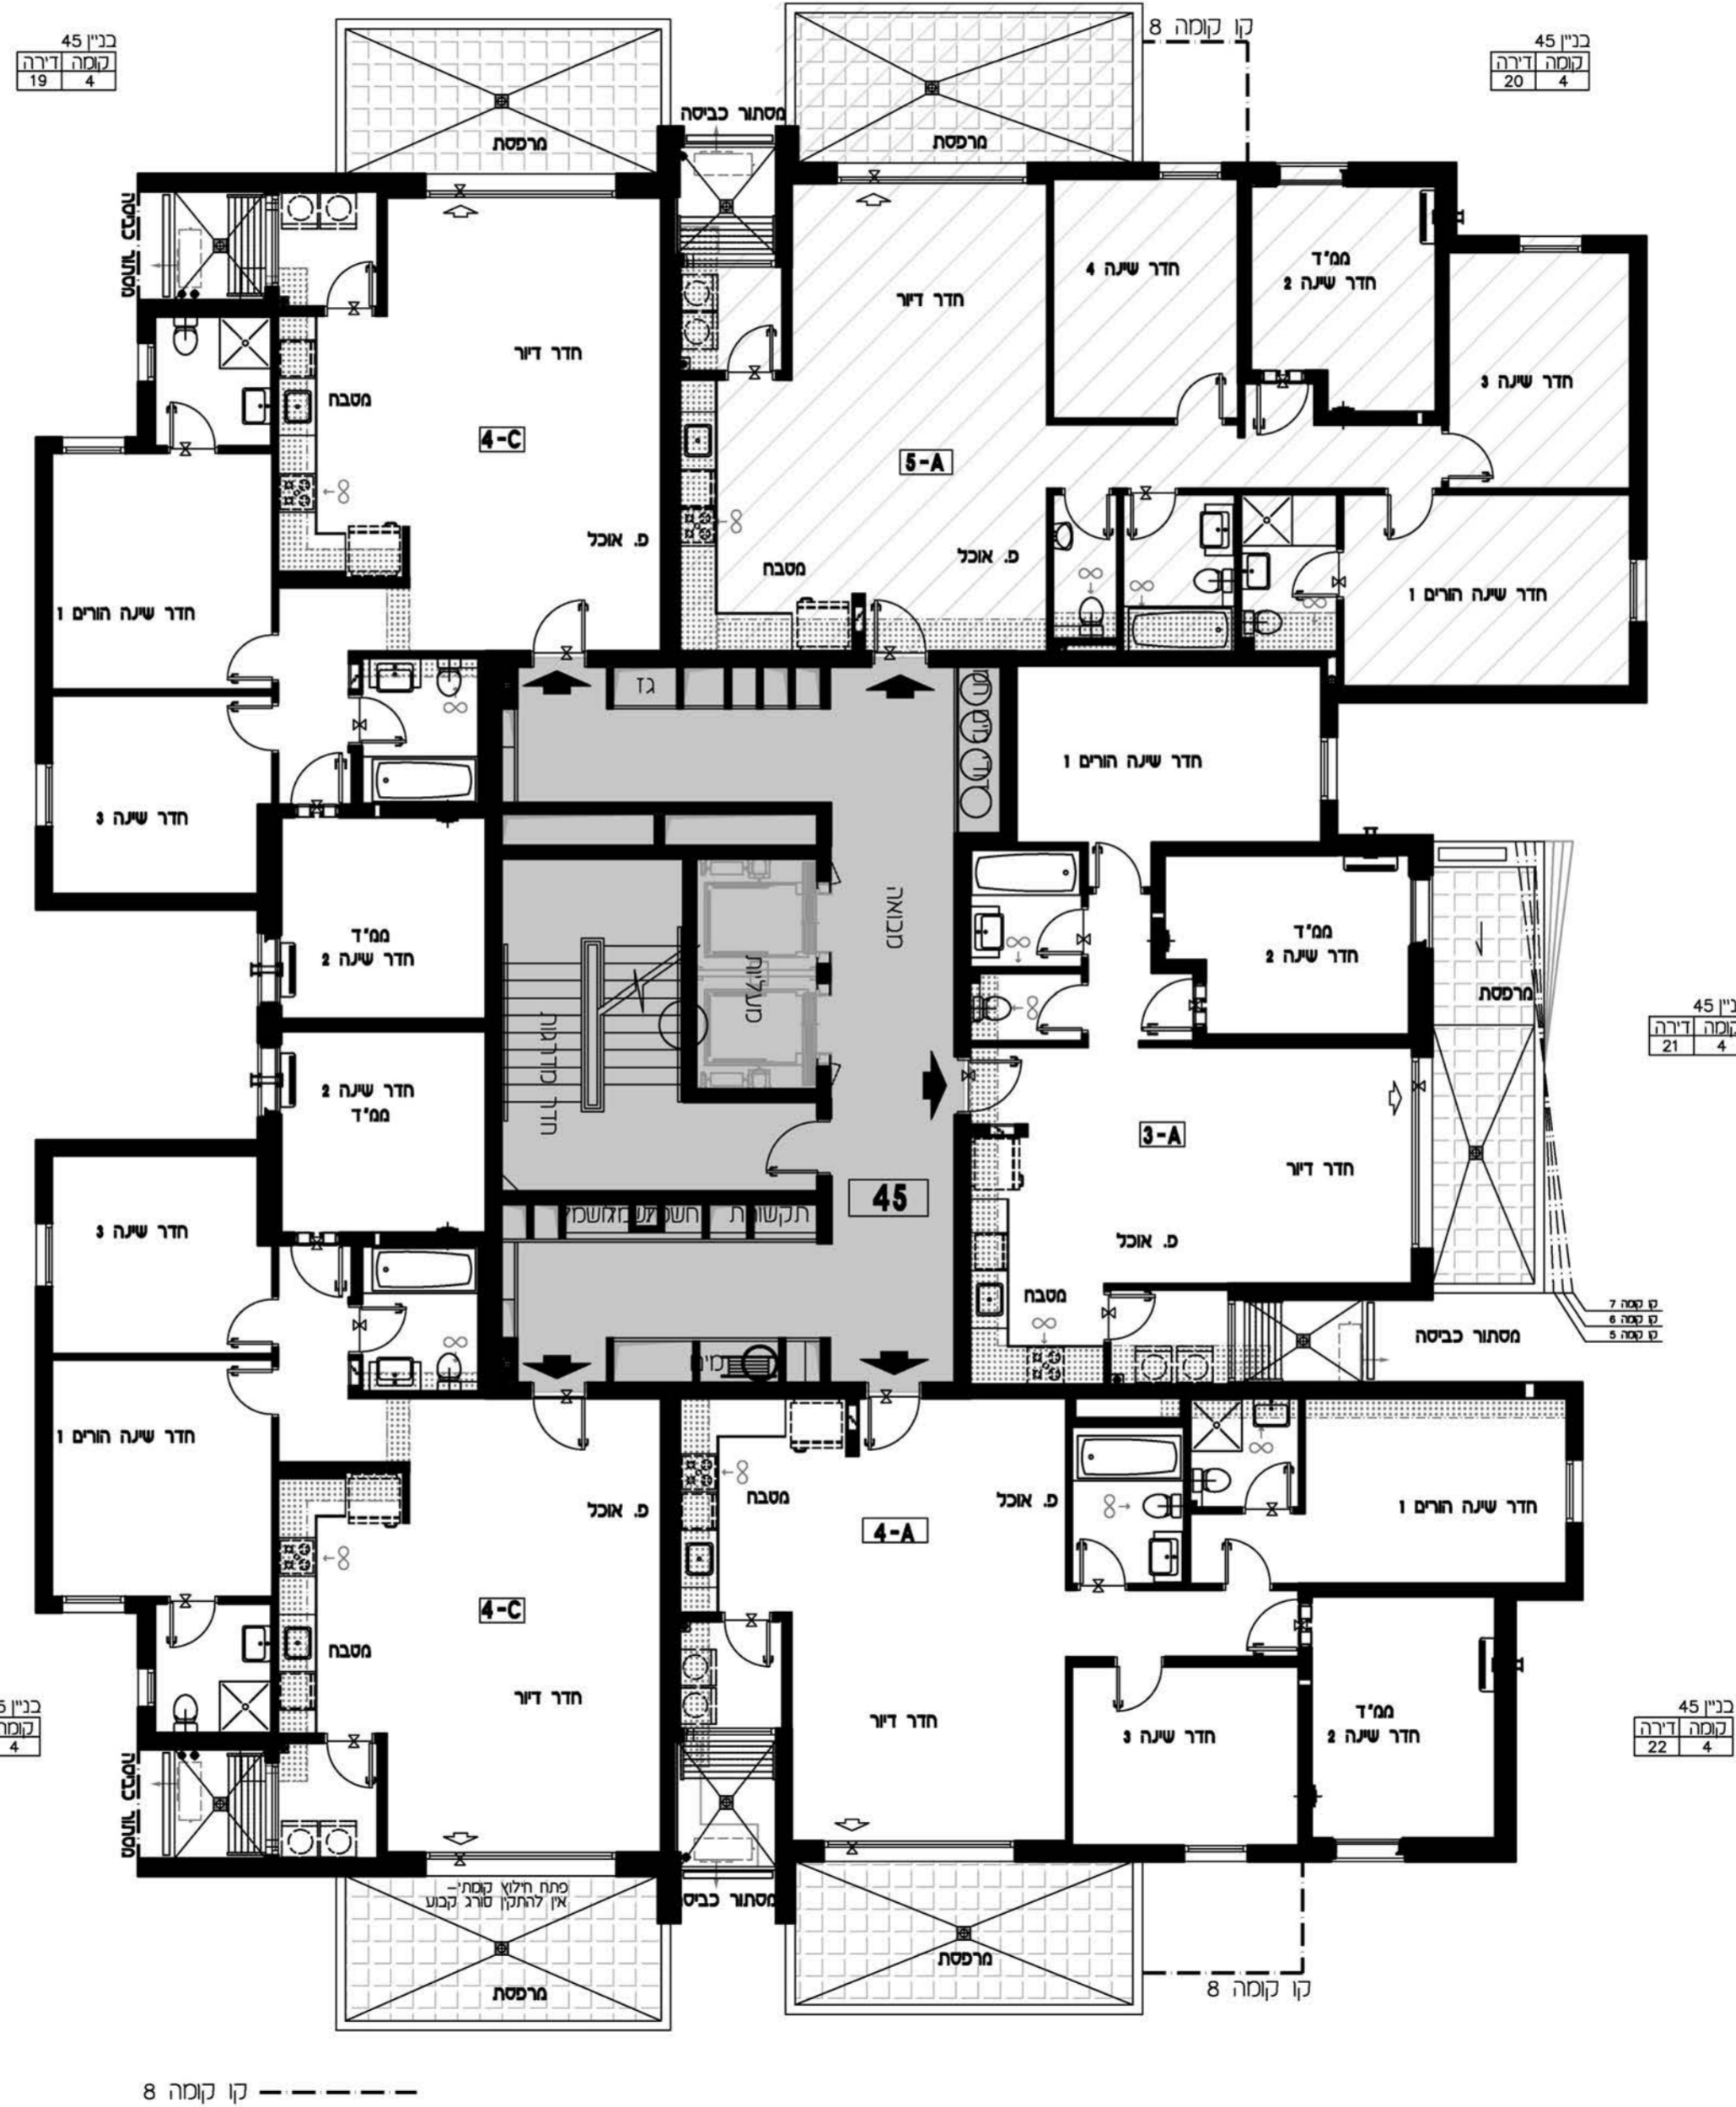 בניין 45
קומה דירה
4 19
קו קומה 8
בניין 45
קומה דירה
4 20
מרפסת
מסתור כביסה
מרפסת
מסתור כביסה
חדר דיור
מטבח
4-C
פ. אוכל
חדר שינה הורים 1
חדר שינה 3
ממ"ד
חדר שינה 2
חדר דיור
חדר שינה 4
ממ"ד
חדר שינה 2
חדר שינה 3
5-A
פ. אוכל
מטבח
חדר שינה הורים 1
גז
מבואה
מעליות
חדר מדרגות
45
תקשורת
חשמל
מים
חדר שינה הורים 1
ממ"ד
חדר שינה 2
מרפסת
3-A
חדר דיור
פ. אוכל
מטבח
מסתור כביסה
קו קומה 7
קו קומה 6
קו קומה 5
45
4
21
חדר שינה 2
ממ"ד
חדר שינה 3
חדר שינה הורים 1
פ. אוכל
4-C
מטבח
חדר דיור
מסתור כביסה
פתח חילוץ קומתי-
אין להתקין סורג קבוע
מרפסת
מטבח
פ. אוכל
4-A
חדר דיור
חדר שינה הורים 1
חדר שינה 3
ממ"ד
חדר שינה 2
מסתור כביסה
מרפסת
קו קומה 8
4
בניין 45
קומה דירה
4 22
קו קומה 8